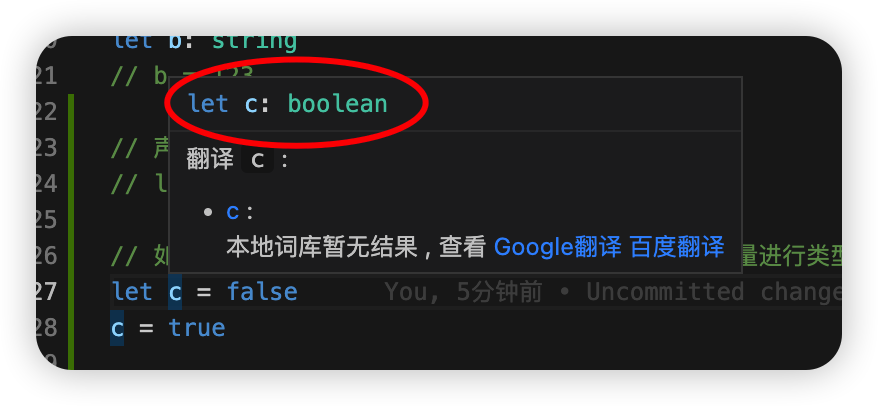 let b: string
21 // b = 123
let c: boolean
22
翻译 c :
23 // 声
24 // l
• c :
25
本地词库暂无结果 , 查看 Google翻译 百度翻译
26 // 如 量进行类型
27 let c = false You, 5分钟前 • Uncommitted change
28 c = true